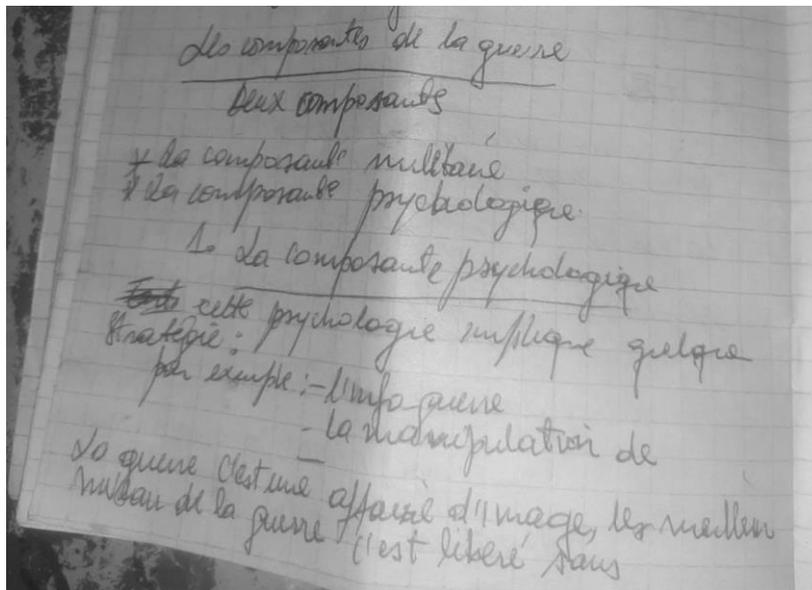 Les composantes de la guerre
Deux composants
* La composante militaire
* La composante psychologique
1. La composante psychologique
cette psychologie implique quelque
stratégie :
par exemple : - l'info guerre
- la manipulation de
La guerre c'est une affaire d'image, les meilleu
niveau de la guerre c'est libéré sans